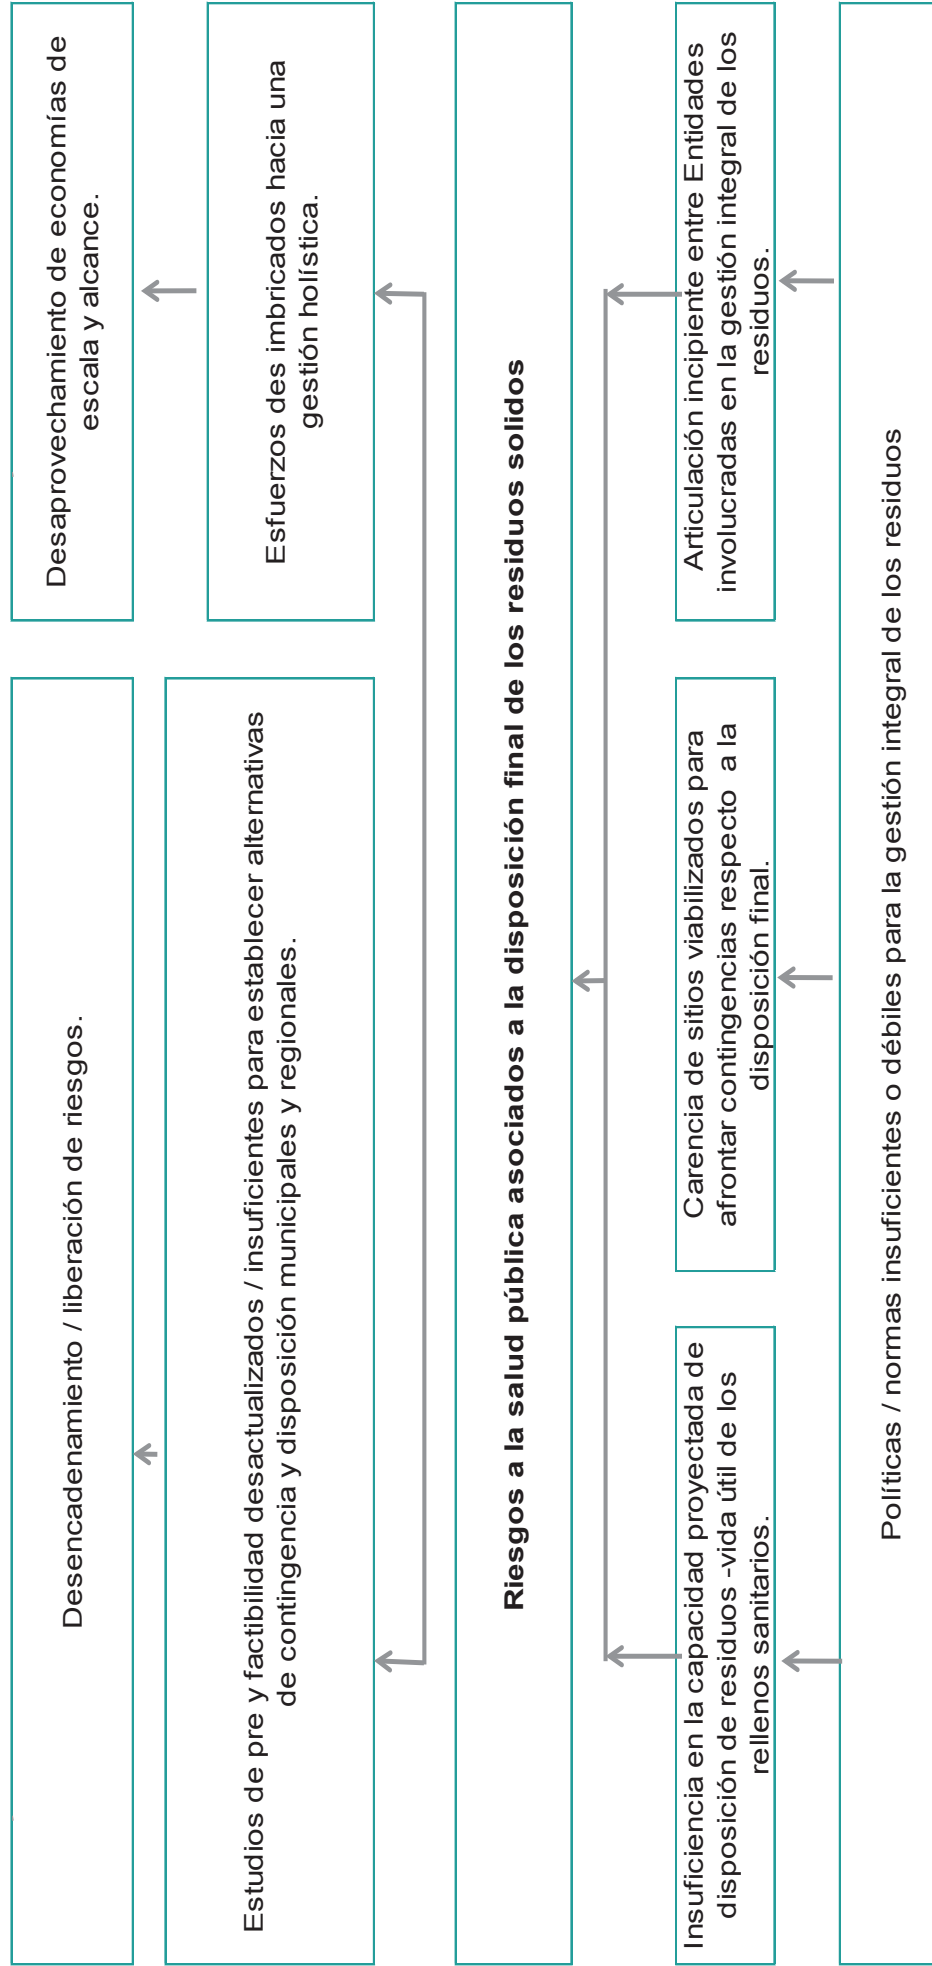 Desencadenamiento / liberación de riesgos.
Desaprovechamiento de economías de
escala y alcance.
Estudios de pre y factibilidad desactualizados / insuficientes para establecer alternativas
de contingencia y disposición municipales y regionales.
Esfuerzos des imbricados hacia una
gestión holística.
Riesgos a la salud pública asociados a la disposición final de los residuos solidos
Insuficiencia en la capacidad proyectada de
disposición de residuos -vida útil de los
rellenos sanitarios.
Carencia de sitios viabilizados para
afrontar contingencias respecto a la
disposición final.
Articulación incipiente entre Entidades
involucradas en la gestión integral de los
residuos.
Políticas / normas insuficientes o débiles para la gestión integral de los residuos